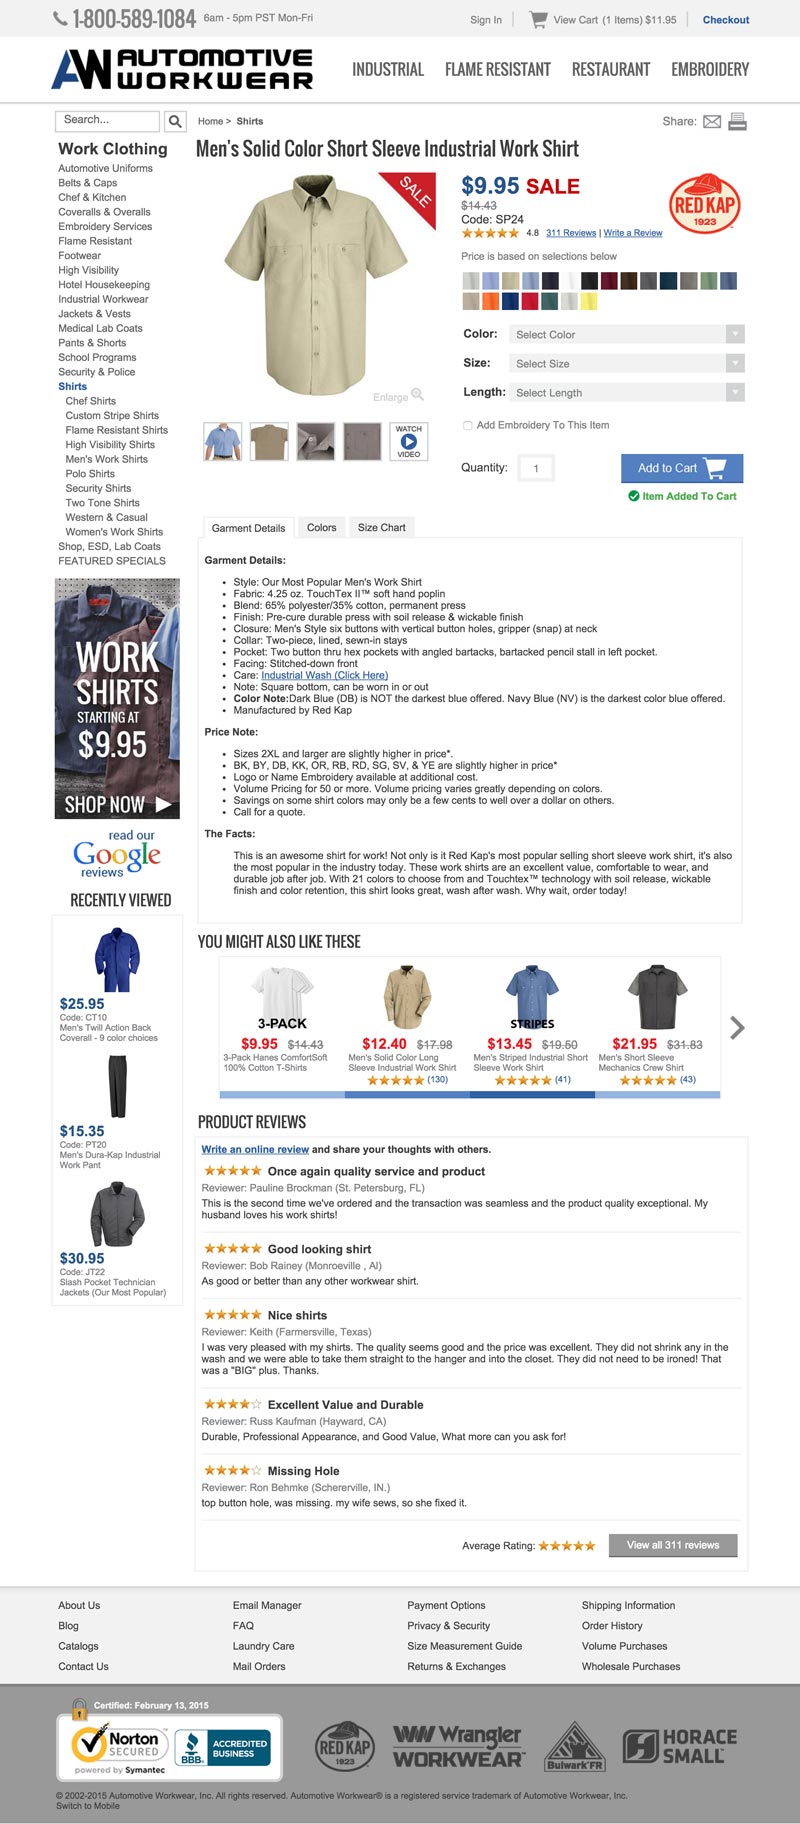 1-800-589-1084 6am - 5pm PST Mon-Fri
Sign In
View Cart (1 Items) $11.95
Checkout
AW AUTOMOTIVE
WORKWEAR
INDUSTRIAL
FLAME RESISTANT
RESTAURANT
EMBROIDERY
Search...
Home > Shirts
Share:
Work Clothing
Automotive Uniforms
Belts & Caps
Chef & Kitchen
Coveralls & Overalls
Embroidery Services
Flame Resistant
Footwear
High Visibility
Hotel Housekeeping
Industrial Workwear
Jackets & Vests
Medical Lab Coats
Pants & Shorts
School Programs
Security & Police
Shirts
Chef Shirts
Custom Stripe Shirts
Flame Resistant Shirts
High Visibility Shirts
Men's Work Shirts
Polo Shirts
Security Shirts
Two Tone Shirts
Western & Casual
Women's Work Shirts
Shop, ESD, Lab Coats
FEATURED SPECIALS
WORK
SHIRTS
STARTING AT
$9.95
SHOP NOW
read our
Google
reviews
RECENTLY VIEWED
$25.95
Code: CT10
Men's Twill Action Back
Coverall - 9 color choices
$15.35
Code: PT20
Men's Dura-Kap Industrial
Work Pant
$30.95
Code: JT22
Slash Pocket Technician
Jackets (Our Most Popular)
Men's Solid Color Short Sleeve Industrial Work Shirt
SALE
Enlarge
WATCH
VIDEO
$9.95 SALE
$14.43
Code: SP24
4.8 311 Reviews | Write a Review
RED KAP
1923
Price is based on selections below
Color: Select Color
Size: Select Size
Length: Select Length
Add Embroidery To This Item
Quantity: 1
Add to Cart
Item Added To Cart
Garment Details
Colors
Size Chart
Garment Details:
• Style: Our Most Popular Men's Work Shirt
• Fabric: 4.25 oz. TouchTex II™ soft hand poplin
• Blend: 65% polyester/35% cotton, permanent press
• Finish: Pre-cure durable press with soil release & wickable finish
• Closure: Men's Style six buttons with vertical button holes, gripper (snap) at neck
• Collar: Two-piece, lined, sewn-in stays
• Pocket: Two button thru hex pockets with angled bartacks, bartacked pencil stall in left pocket.
• Facing: Stitched-down front
• Care: Industrial Wash (Click Here)
• Note: Square bottom, can be worn in or out
• Color Note:Dark Blue (DB) is NOT the darkest blue offered. Navy Blue (NV) is the darkest color blue offered.
• Manufactured by Red Kap
Price Note:
• Sizes 2XL and larger are slightly higher in price*.
• BK, BY, DB, KK, OR, RB, RD, SG, SV, & YE are slightly higher in price*
• Logo or Name Embroidery available at additional cost.
• Volume Pricing for 50 or more. Volume pricing varies greatly depending on colors.
• Savings on some shirt colors may only be a few cents to well over a dollar on others.
• Call for a quote.
The Facts:
This is an awesome shirt for work! Not only is it Red Kap's most popular selling short sleeve work shirt, it's also
the most popular in the industry today. These work shirts are an excellent value, comfortable to wear, and
durable job after job. With 21 colors to choose from and Touchtex™ technology with soil release, wickable
finish and color retention, this shirt looks great, wash after wash. Why wait, order today!
YOU MIGHT ALSO LIKE THESE
3-PACK
$9.95 $14.43
3-Pack Hanes ComfortSoft
100% Cotton T-Shirts
$12.40 $17.98
Men's Solid Color Long
Sleeve Industrial Work Shirt
(130)
STRIPES
$13.45 $19.50
Men's Striped Industrial Short
Sleeve Work Shirt
(41)
$21.95 $31.83
Men's Short Sleeve
Mechanics Crew Shirt
(43)
PRODUCT REVIEWS
Write an online review and share your thoughts with others.
Once again quality service and product
Reviewer: Pauline Brockman (St. Petersburg, FL)
This is the second time we've ordered and the transaction was seamless and the product quality exceptional. My
husband loves his work shirts!
Good looking shirt
Reviewer: Bob Rainey (Monroeville , Al)
As good or better than any other workwear shirt.
Nice shirts
Reviewer: Keith (Farmersville, Texas)
I was very pleased with my shirts. The quality seems good and the price was excellent. They did not shrink any in the
wash and we were able to take them straight to the hanger and into the closet. They did not need to be ironed! That
was a "BIG" plus. Thanks.
Excellent Value and Durable
Reviewer: Russ Kaufman (Hayward, CA)
Durable, Professional Appearance, and Good Value, What more can you ask for!
Missing Hole
Reviewer: Ron Behmke (Schererville, IN.)
top button hole, was missing. my wife sews, so she fixed it.
Average Rating:
View all 311 reviews
About Us
Email Manager
Payment Options
Shipping Information
Blog
FAQ
Privacy & Security
Order History
Catalogs
Laundry Care
Size Measurement Guide
Volume Purchases
Contact Us
Mail Orders
Returns & Exchanges
Wholesale Purchases
Certified: February 13, 2015
Norton
SECURED
powered by Symantec
BBB.
ACCREDITED
BUSINESS
RED KAP
1923
Wrangler
WORKWEAR
Bulwark FR
HORACE
SMALL™
© 2002-2015 Automotive Workwear, Inc. All rights reserved. Automotive Workwear® is a registered service trademark of Automotive Workwear, Inc.
Switch to Mobile